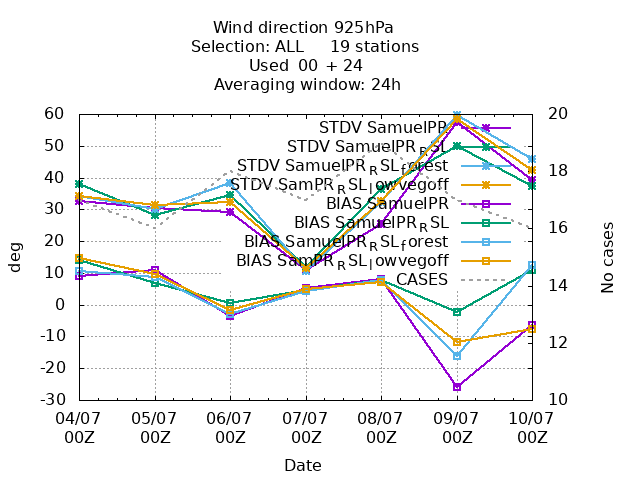 Wind direction 925hPa
Selection: ALL 19 stations
Used 00 + 24
Averaging window: 24h
60
50
40
30
20
10
0
-10
-20
-30
deg
20
18
16
14
12
10
No cases
STDV SamuelPR
STDV SamuelPR_RSL
STDV SamuelPR_RSL_forest
STDV SamPR_RSL_lowvegoff
BIAS SamuelPR
BIAS SamuelPR_RSL
BIAS SamuelPR_RSL_forest
BIAS SamPR_RSL_lowvegoff
CASES
04/07 05/07 06/07 07/07 08/07 09/07 10/07
00Z 00Z 00Z 00Z 00Z 00Z 00Z
Date